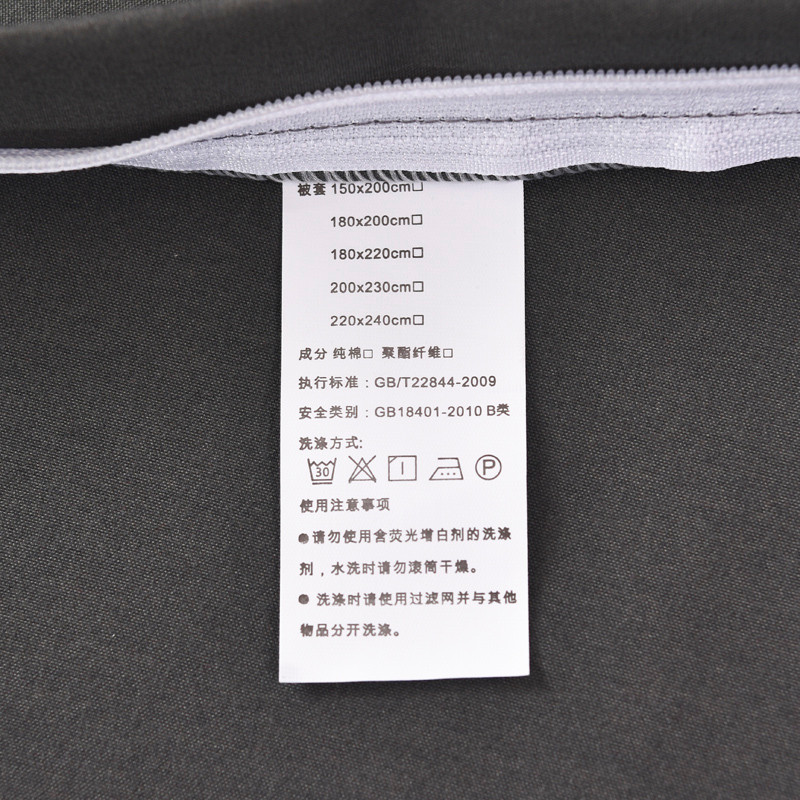 被套 150x200cm□
180x200cm□
180x220cm□
200x230cm□
220x240cm□
成分 纯棉□ 聚酯纤维□
执行标准：GB/T22844-2009
安全类别：GB18401-2010 B类
洗涤方式:
30 P
使用注意事项
●请勿使用含荧光增白剂的洗涤
剂，水洗时请勿滚筒干燥。
● 洗涤时请使用过滤网并与其他
物品分开洗涤。